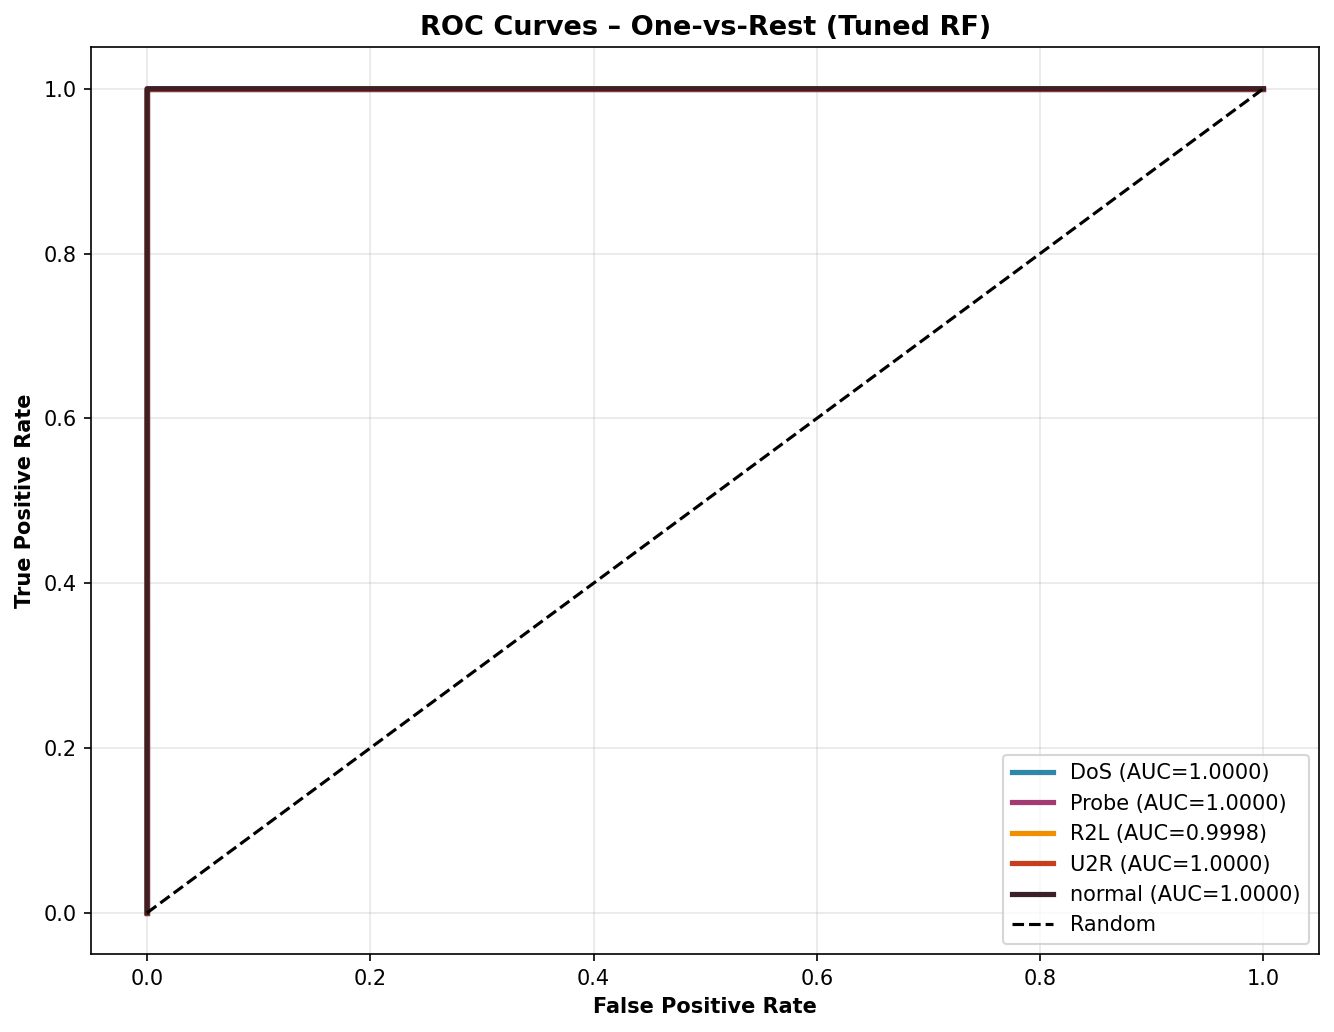 ROC Curves – One-vs-Rest (Tuned RF)
True Positive Rate
1.0
0.8
0.6
0.4
0.2
0.0
0.0 0.2 0.4 0.6 0.8 1.0
False Positive Rate
DoS (AUC=1.0000)
Probe (AUC=1.0000)
R2L (AUC=0.9998)
U2R (AUC=1.0000)
normal (AUC=1.0000)
Random